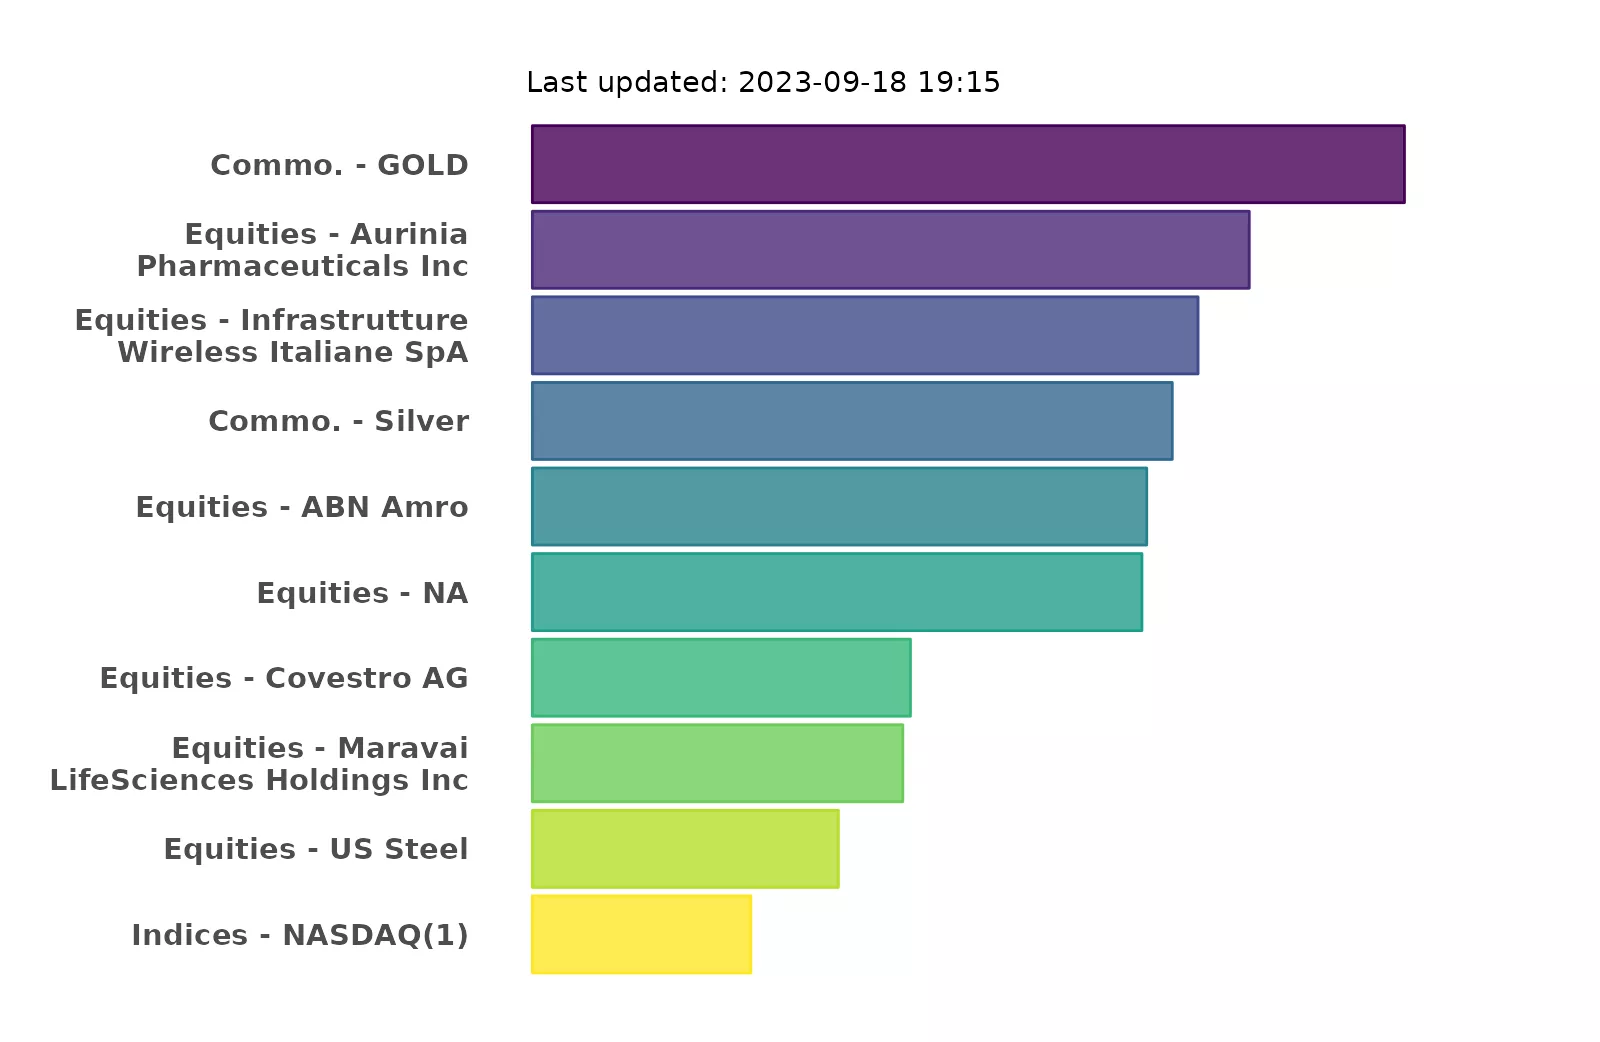 Last updated: 2023-09-18 19:15
Commo. - GOLD
Equities - Aurinia
Pharmaceuticals Inc
Equities - Infrastrutture
Wireless Italiane SpA
Commo. - Silver
Equities - ABN Amro
Equities - NA
Equities - Covestro AG
Equities - Maravai
LifeSciences Holdings Inc
Equities - US Steel
Indices - NASDAQ(1)